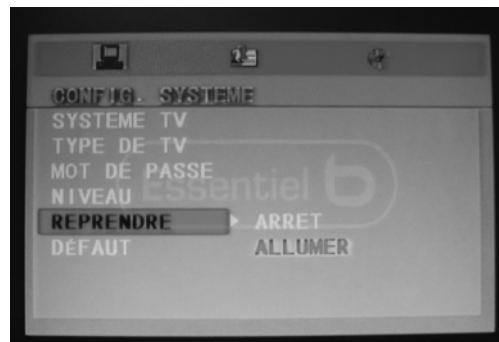 CONFIG. SYSTEME
SYSTEME TV
TYPE DE TV
MOT DE PASSE
NIVEAU
Essentiel b
REPRENDRE ARRET
DÉFAUT ALLUMER